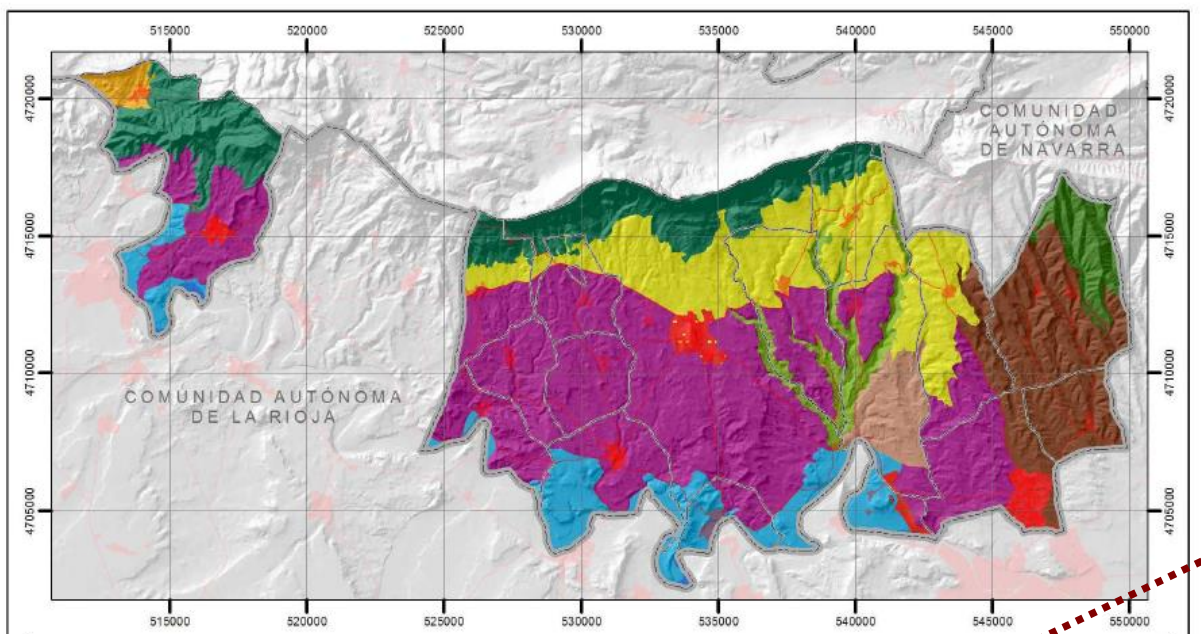 515000 520000 525000 530000 535000 540000 545000 550000
4720000 4720000
COMUNIDAD
AUTÓNOMA
DE NAVARRA
4715000 4715000
4710000 4710000
COMUNIDAD AUTÓNOMA
DE LA RIOJA
4705000 4705000
515000 520000 525000 530000 535000 540000 545000 550000